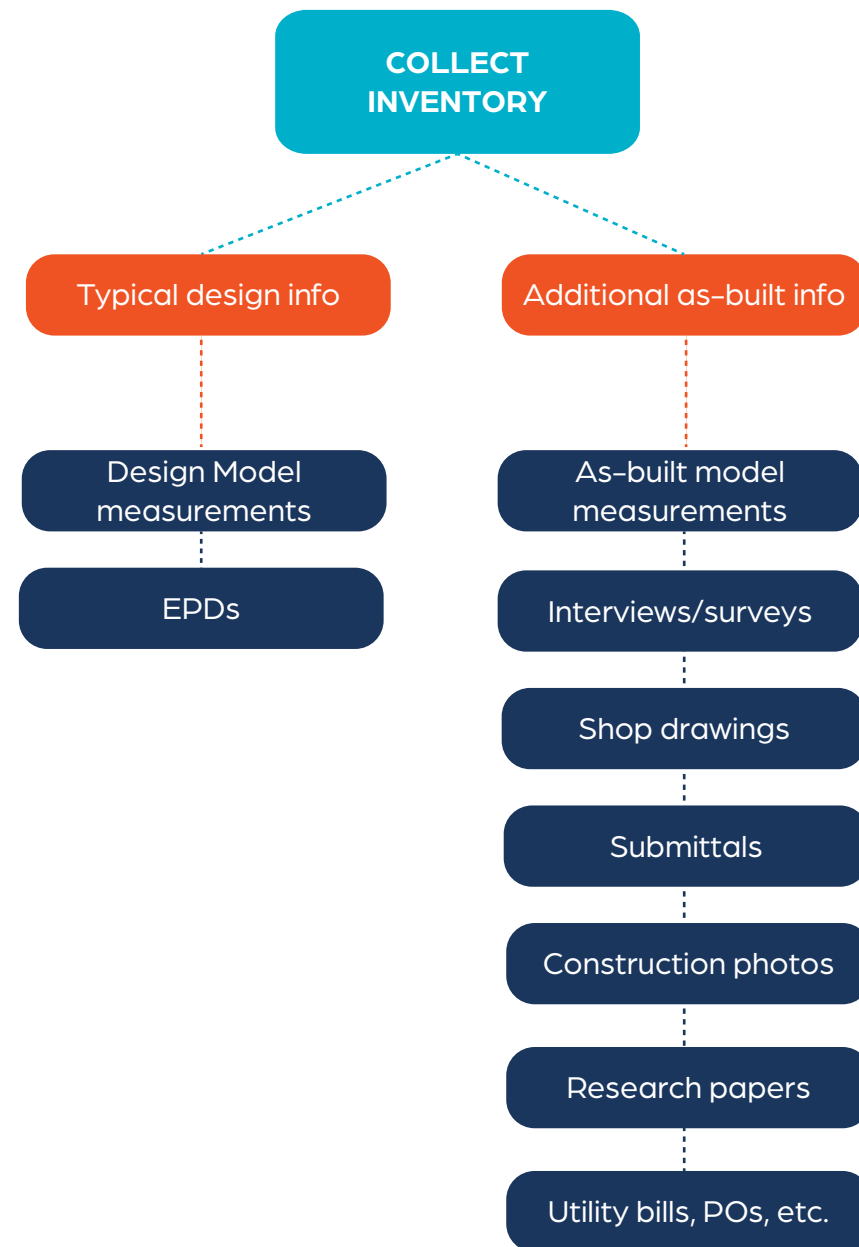 COLLECT
INVENTORY
Typical design info
Additional as-built info
Design Model
measurements
As-built model
measurements
EPDs
Interviews/surveys
Shop drawings
Submittals
Construction photos
Research papers
Utility bills, POs, etc.